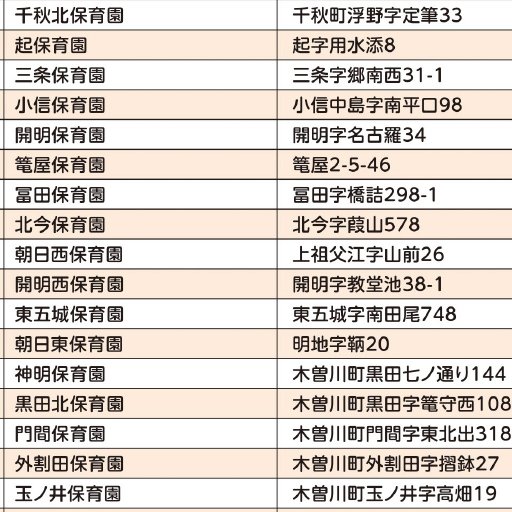 千秋北保育園 千秋町浮野字定筆33
起保育園 起字用水添8
三条保育園 三条字郷南西31-1
小信保育園 小信中島字南平口98
開明保育園 開明字名古羅34
篭屋保育園 篭屋2-5-46
冨田保育園 冨田字橋詰298-1
北今保育園 北今字葭山578
朝日西保育園 上祖父江字山前26
開明西保育園 開明字教堂池38-1
東五城保育園 東五城字南田尾748
朝日東保育園 明地字鞆20
神明保育園 木曽川町黒田七ノ通り144
黒田北保育園 木曽川町黒田字篭守西108
門間保育園 木曽川町門間字東北出318
外割田保育園 木曽川町外割田字摺鉢27
玉ノ井保育園 木曽川町玉ノ井字高畑19